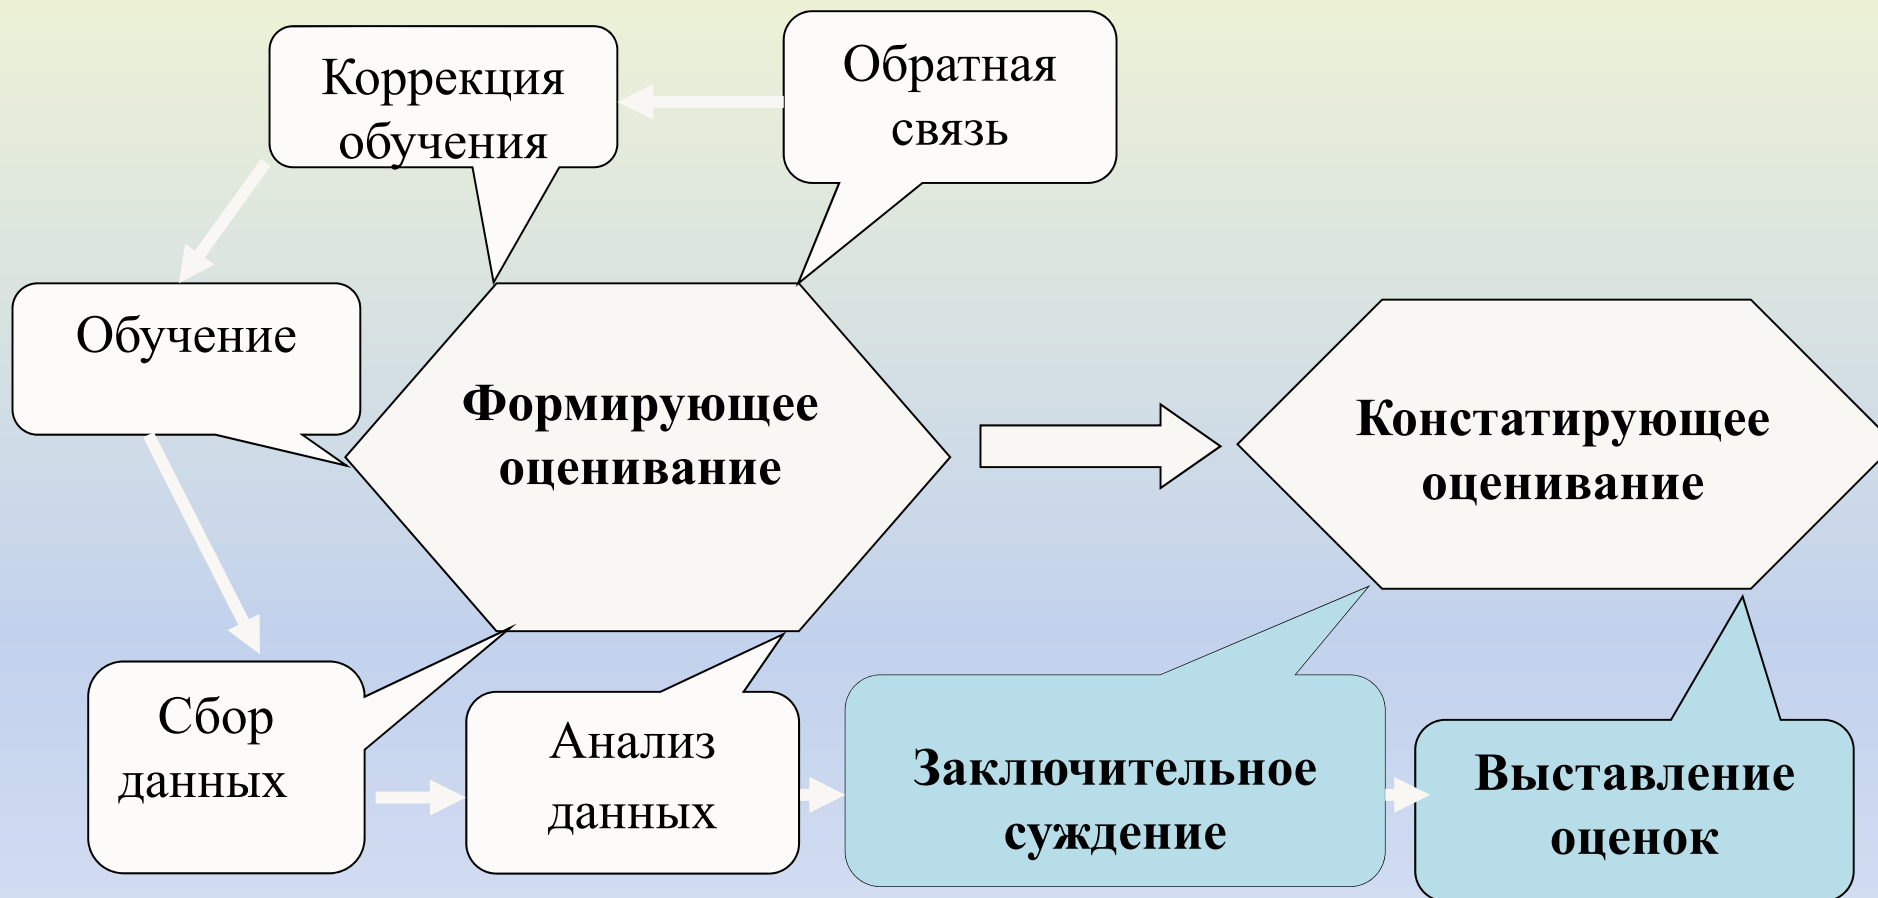 Коррекция
обучения
Обратная
связь
Обучение
Формирующее
оценивание
Констатирующее
оценивание
Сбор
данных
Анализ
данных
Заключительное
суждение
Выставление
оценок